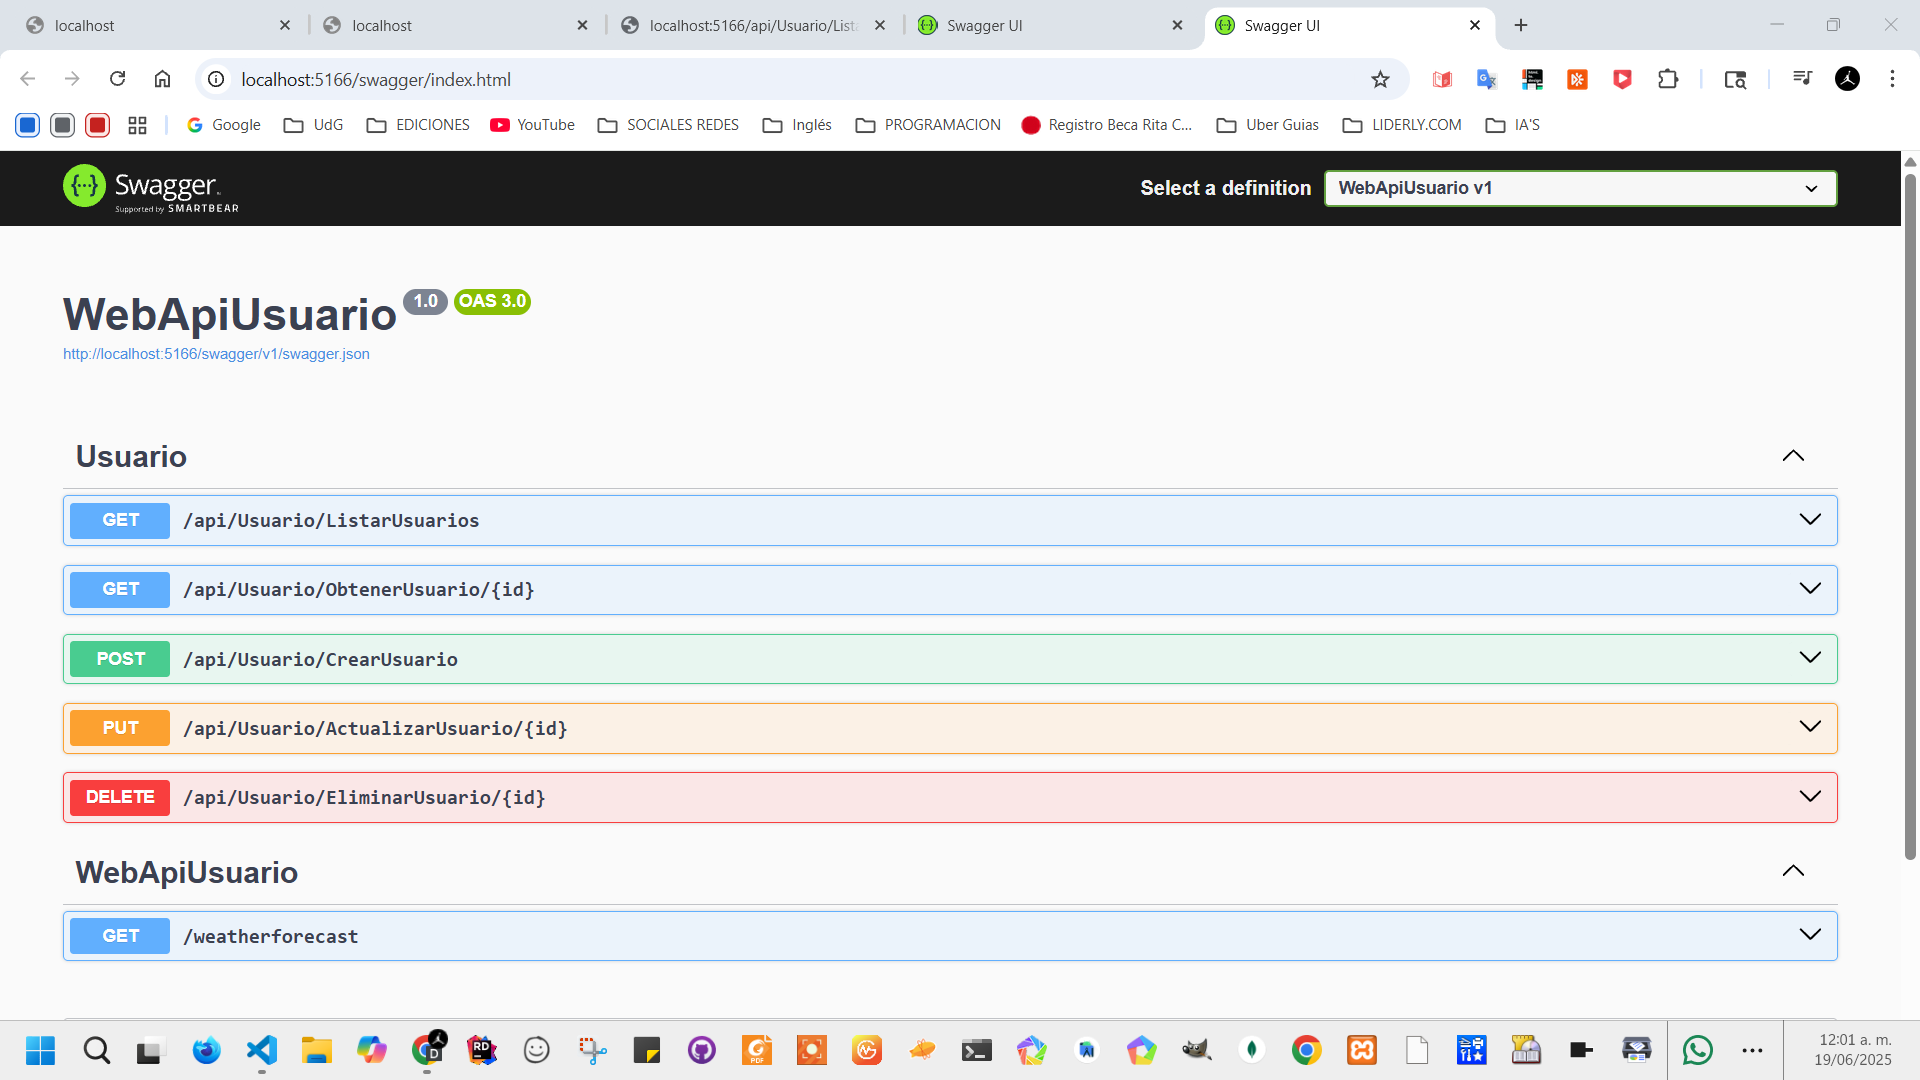 localhost
localhost
localhost:5166/api/Usuario/List
Swagger UI
Swagger UI
localhost:5166/swagger/index.html
Google
UdG
EDICIONES
YouTube
SOCIALES REDES
Inglés
PROGRAMACION
Registro Beca Rita C...
Uber Guias
LIDERLY.COM
IA'S
Swagger
Supported by SMARTBEAR
Select a definition
WebApiUsuario v1
WebApiUsuario 1.0 OAS 3.0
http://localhost:5166/swagger/v1/swagger.json
Usuario
GET /api/Usuario/ListarUsuarios
GET /api/Usuario/ObtenerUsuario/{id}
POST /api/Usuario/CrearUsuario
PUT /api/Usuario/ActualizarUsuario/{id}
DELETE /api/Usuario/EliminarUsuario/{id}
WebApiUsuario
GET /weatherforecast
12:01 a. m.
19/06/2025